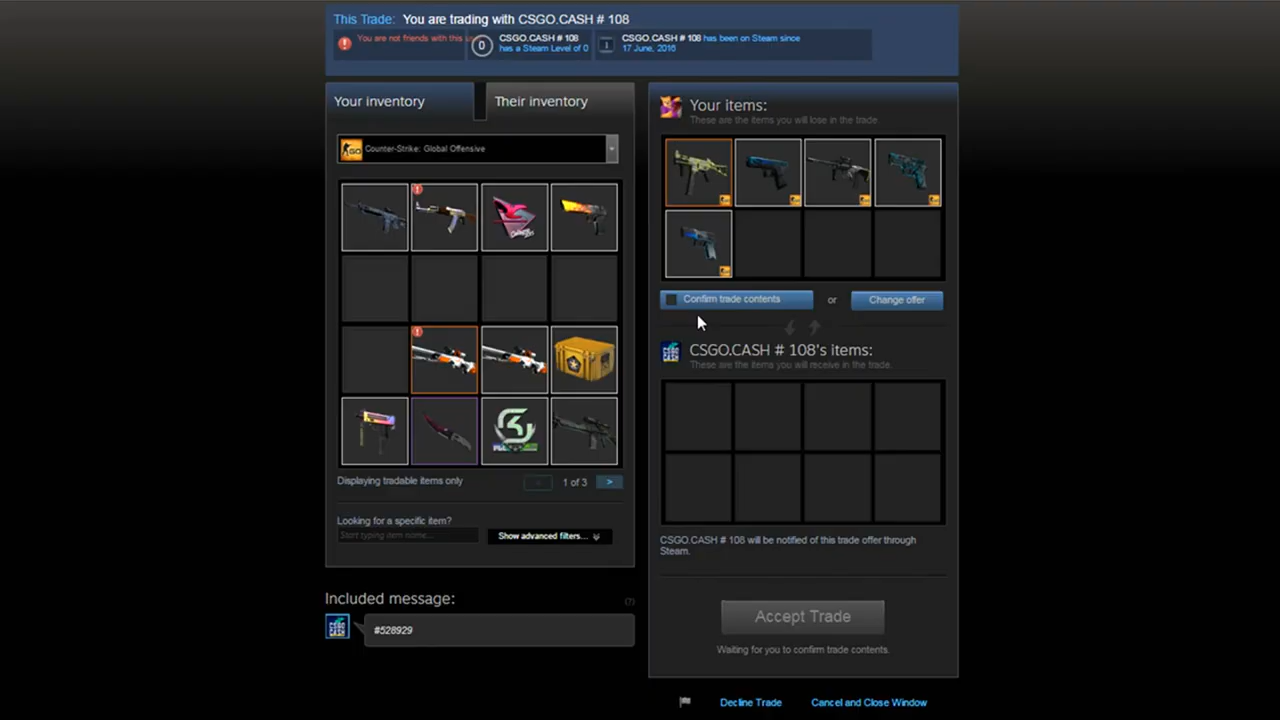 This Trade: You are trading with CSGO.CASH # 108
You are not friends with this
0
CSGO.CASH # 108
has a Steam Level of 0
CSGO.CASH # 108 has been on Steam since
17 June, 2016
Your inventory
Their inventory
Counter-Strike: Global Offensive
Displaying tradable items only
1 of 3
>
Looking for a specific item?
Start typing item name...
Show advanced filters...
Included message:
(?)
#528929
Your items:
These are the items you will lose in the trade.
Confirm trade contents
or
Change offer
CSGO.CASH # 108's items:
These are the items you will receive in the trade.
CSGO.CASH # 108 will be notified of this trade offer through
Steam.
Accept Trade
Waiting for you to confirm trade contents.
Decline Trade
Cancel and Close Window